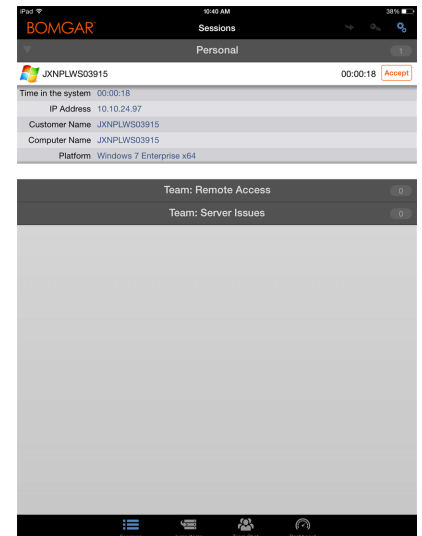 iPad 10:40 AM 38%
BOMGAR Sessions
Personal 1
JXNPLWS03915 00:00:18 Accept
Time in the system 00:00:18
IP Address 10.10.24.97
Customer Name JXNPLWS03915
Computer Name JXNPLWS03915
Platform Windows 7 Enterprise x64
Team: Remote Access 0
Team: Server Issues 0